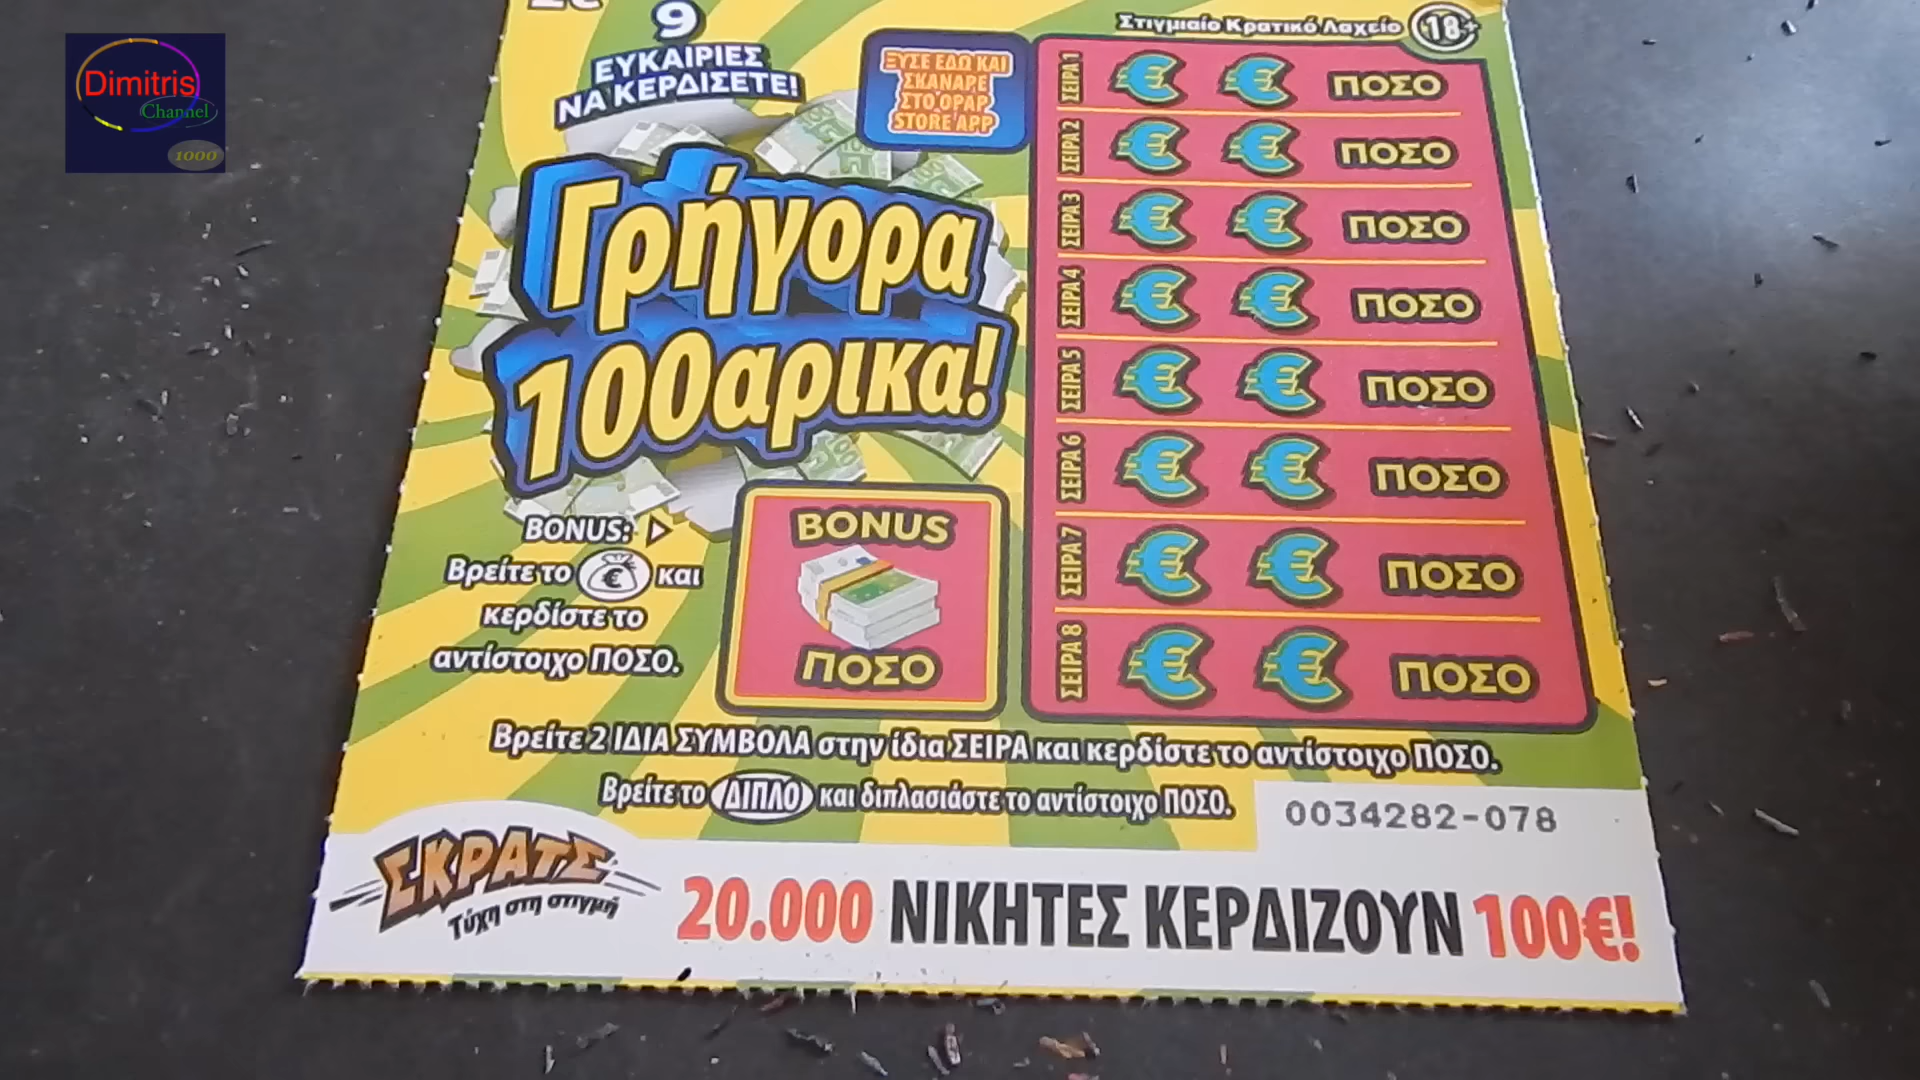 Dimitris
Channel
1000
9
ΕΥΚΑΙΡΙΕΣ
ΝΑ ΚΕΡΔΙΣΕΤΕ!
ΞΥΣΕ ΕΔΩ ΚΑΙ
ΣΚΑΝΑΡΕ
ΣΤΟ OPAP
STORE APP
Στιγμιαίο Κρατικό Λαχείο 18+
Γρήγορα
100αρικα!
ΣΕΙΡΑ 1 € € ΠΟΣΟ
ΣΕΙΡΑ 2 € € ΠΟΣΟ
ΣΕΙΡΑ 3 € € ΠΟΣΟ
ΣΕΙΡΑ 4 € € ΠΟΣΟ
ΣΕΙΡΑ 5 € € ΠΟΣΟ
ΣΕΙΡΑ 6 € € ΠΟΣΟ
ΣΕΙΡΑ 7 € € ΠΟΣΟ
ΣΕΙΡΑ 8 € € ΠΟΣΟ
BONUS:
Βρείτε το € και
κερδίστε το
αντίστοιχο ΠΟΣΟ.
BONUS
ΠΟΣΟ
Βρείτε 2 ΙΔΙΑ ΣΥΜΒΟΛΑ στην ίδια ΣΕΙΡΑ και κερδίστε το αντίστοιχο ΠΟΣΟ.
Βρείτε το ΔΙΠΛΟ και διπλασιάστε το αντίστοιχο ΠΟΣΟ.
0034282-078
ΣΚΡΑΤΣ
Τύχη στη στιγμή
20.000 ΝΙΚΗΤΕΣ ΚΕΡΔΙΖΟΥΝ 100€!